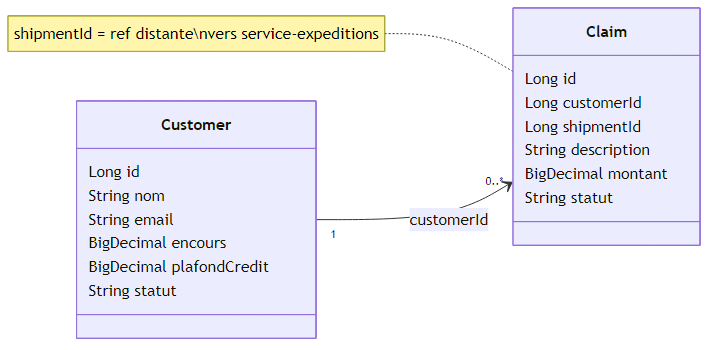 shipmentId = ref distante\nvers service-expeditions
Claim
Long id
Long customerId
Long shipmentId
String description
BigDecimal montant
String statut
Customer
Long id
String nom
String email
BigDecimal encours
BigDecimal plafondCredit
String statut
0..*
customerId
1